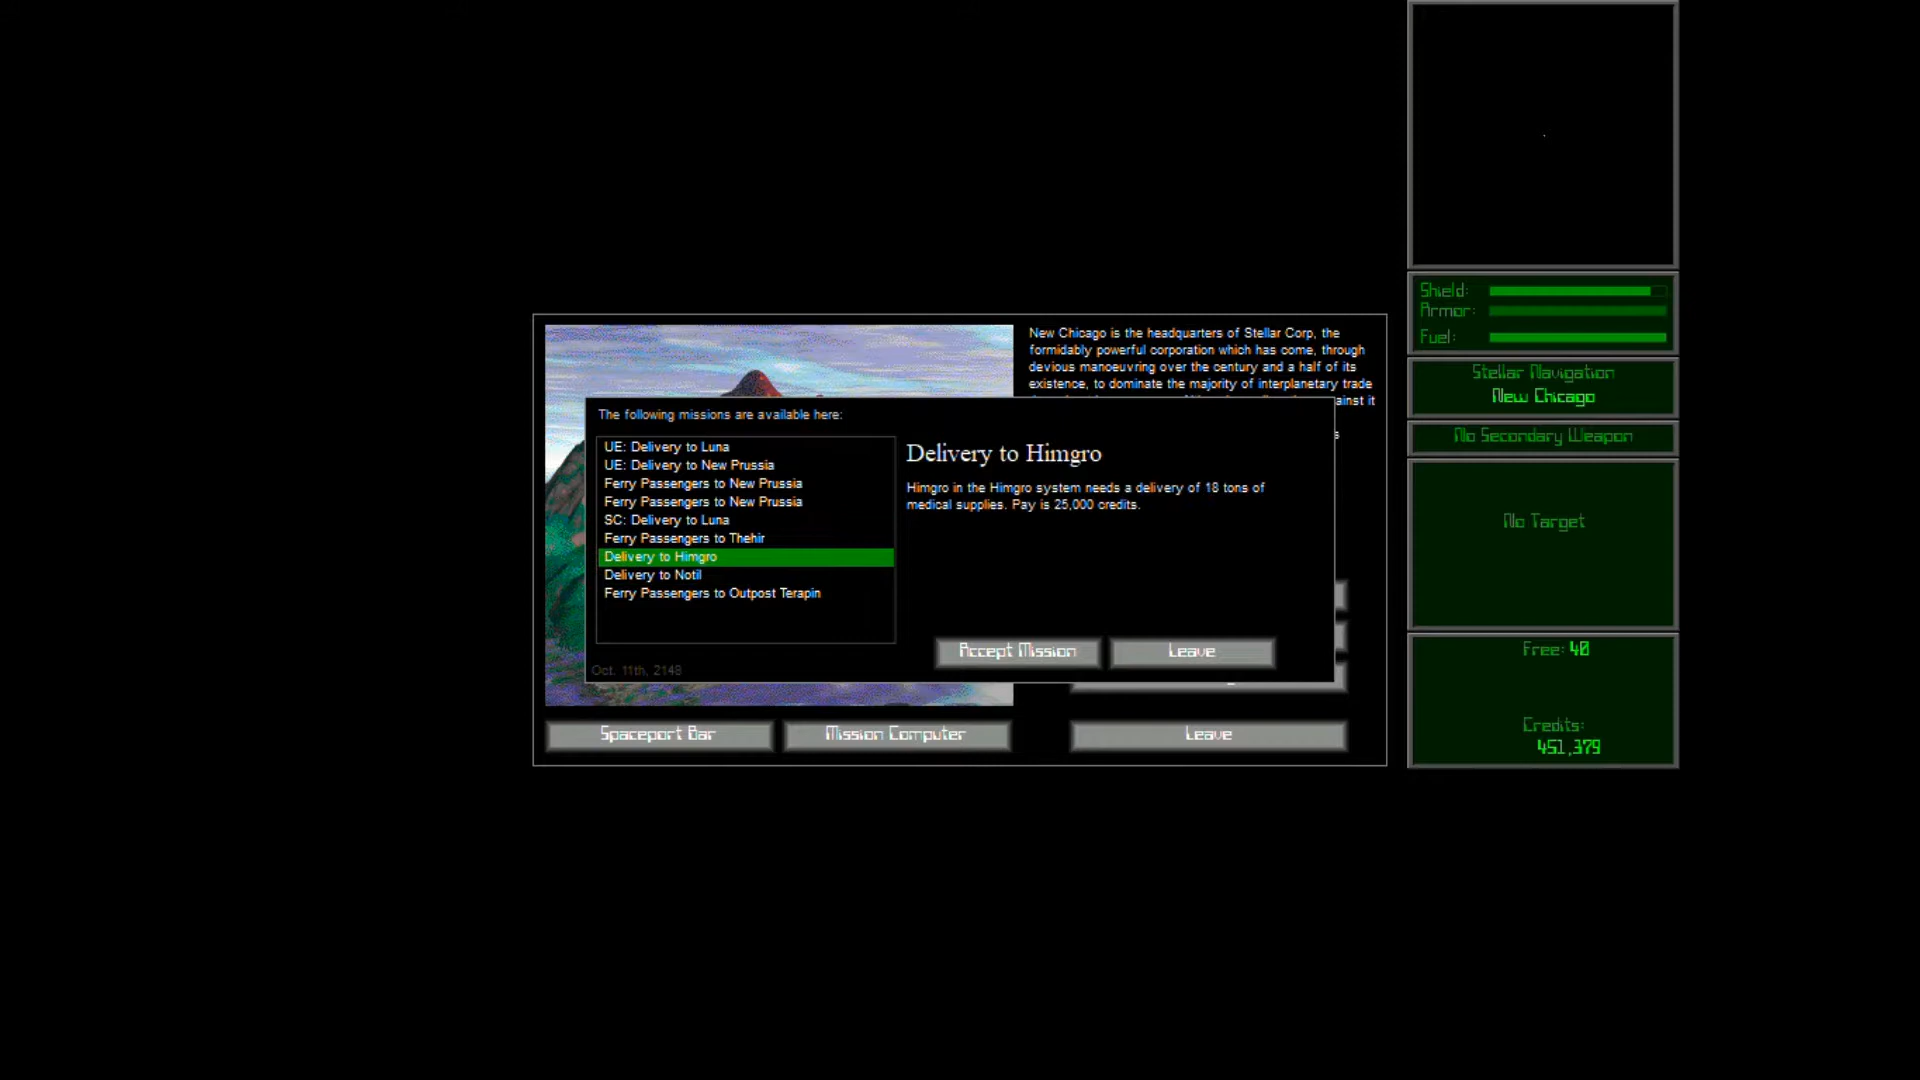 New Chicago is the headquarters of Stellar Corp, the
formidably powerful corporation which has come, through
devious manoeuvring over the century and a half of its
existence, to dominate the majority of interplanetary trade
The following missions are available here:
UE: Delivery to Luna
UE: Delivery to New Prussia
Ferry Passengers to New Prussia
Ferry Passengers to New Prussia
SC: Delivery to Luna
Ferry Passengers to Thehir
Delivery to Himgro
Delivery to Notil
Ferry Passengers to Outpost Terapin
Oct. 11th, 2148
Delivery to Himgro
Himgro in the Himgro system needs a delivery of 18 tons of
medical supplies. Pay is 25,000 credits.
Accept Mission
Leave
Spaceport Bar
Mission Computer
Leave
Shield:
Armor:
Fuel:
Stellar Navigation
New Chicago
No Secondary Weapon
No Target
Free: 40
Credits:
451,379